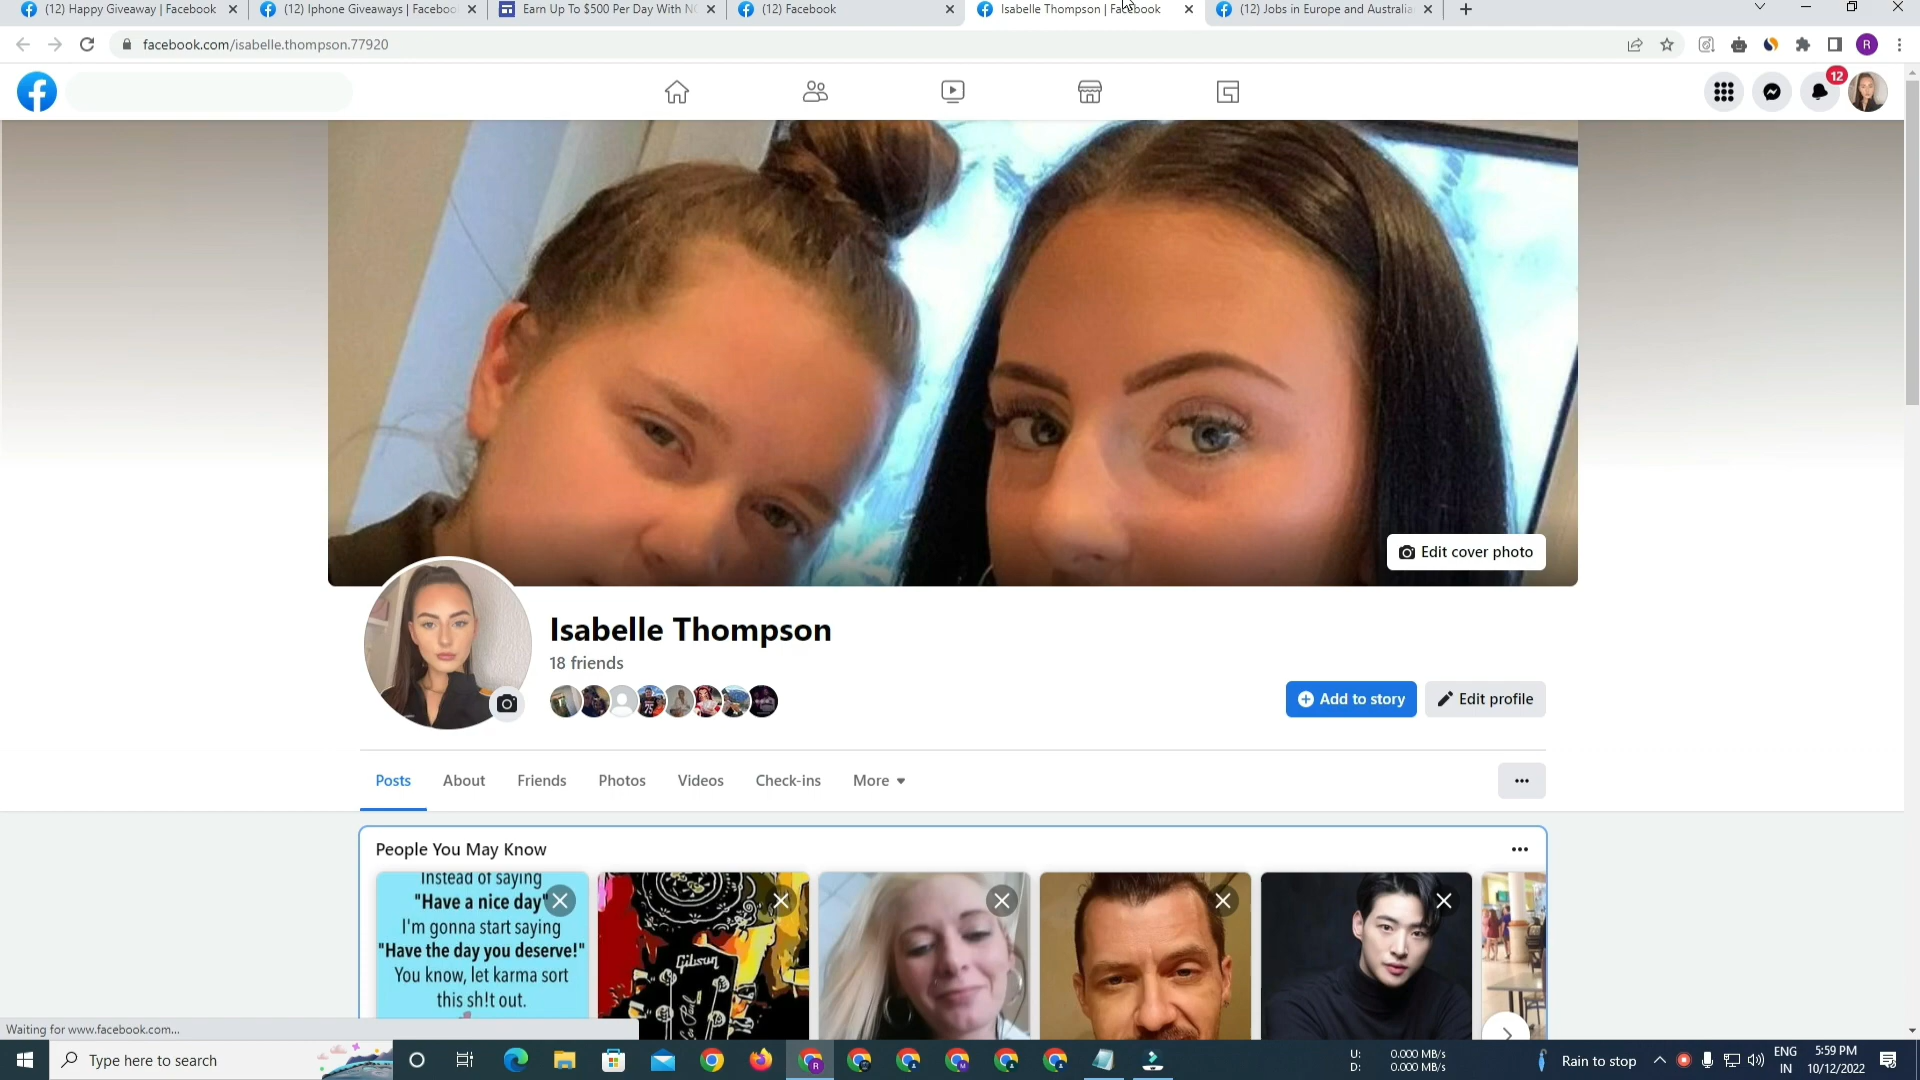 (12) Happy Giveaway | Facebook
(12) Iphone Giveaways | Facebook
Earn Up To $500 Per Day With NO
(12) Facebook
Isabelle Thompson | Facebook
(12) Jobs in Europe and Australia
facebook.com/isabelle.thompson.77920
R
12
Edit cover photo
Isabelle Thompson
18 friends
Add to story
Edit profile
Posts
About
Friends
Photos
Videos
Check-ins
More
People You May Know
Instead of saying
"Have a nice day"
I'm gonna start saying
"Have the day you deserve!"
You know, let karma sort
this sh!t out.
Gibson
Waiting for www.facebook.com...
Type here to search
U: 0.000 MB/s
D: 0.000 MB/s
Rain to stop
ENG
IN
5:59 PM
10/12/2022